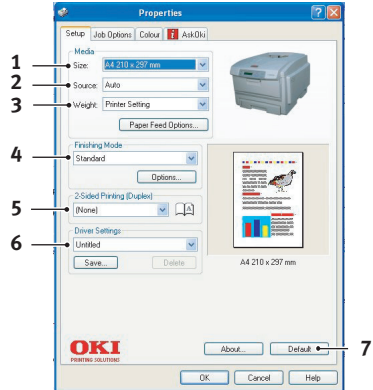 Properties
Setup Job Options Colour AskOki
Media
1 Size: A4 210 x 297 mm
2 Source: Auto
3 Weight: Printer Setting
Paper Feed Options...
4 Finishing Mode
Standard
Options...
2-Sided Printing (Duplex)
5 (None)
Driver Settings
6 Untitled
Save... Delete
A4 210 x 297 mm
OKI
PRINTING SOLUTIONS
About... Default 7
OK Cancel Help